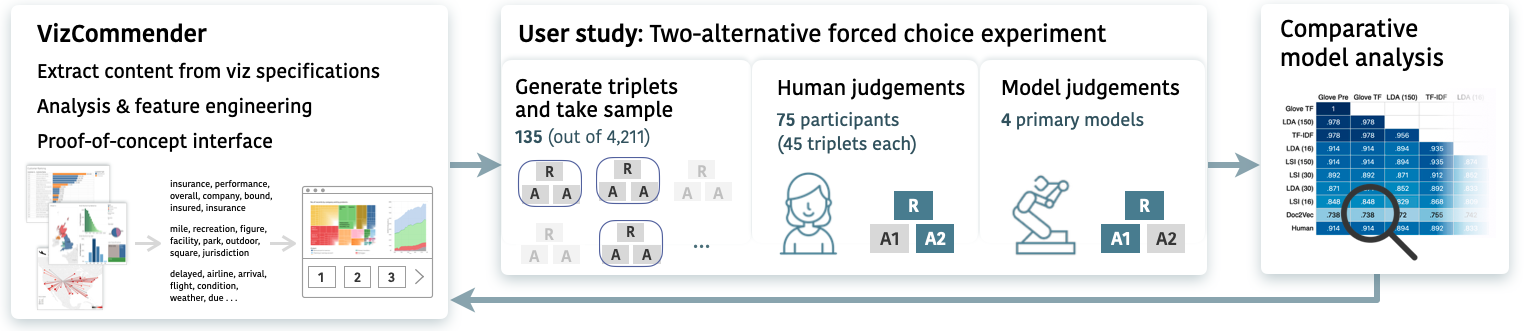 VizCommender
Extract content from viz specifications
Analysis & feature engineering
Proof-of-concept interface
insurance, performance,
overall, company, bound,
insured, insurance
mile, recreation, figure,
facility, park, outdoor,
square, jurisdiction
delayed, airline, arrival,
flight, condition,
weather, due . . .
1 2 3
User study: Two-alternative forced choice experiment
Generate triplets
and take sample
135 (out of 4,211)
R R R
A A A A A A
R R ...
A A A A
Human judgements
75 participants
(45 triplets each)
R
A1 A2
Model judgements
4 primary models
R
A1 A2
Comparative
model analysis
Glove Pre Glove TF LDA (150) TF-IDF LDA
Glove TF 1
LDA (150) .978 .978
TF-IDF .978 .978 .956
LDA (16) .914 .914 .894 .935
LSI (150) .914 .914 .894 .935
LSI (30) .892 .892 .871 .912
LDA (30) .871 .852 .892
LSI (16) .848 .848 .829 .868
Doc2Vec .738 .738 .755
Human .914 .914 .894 .892